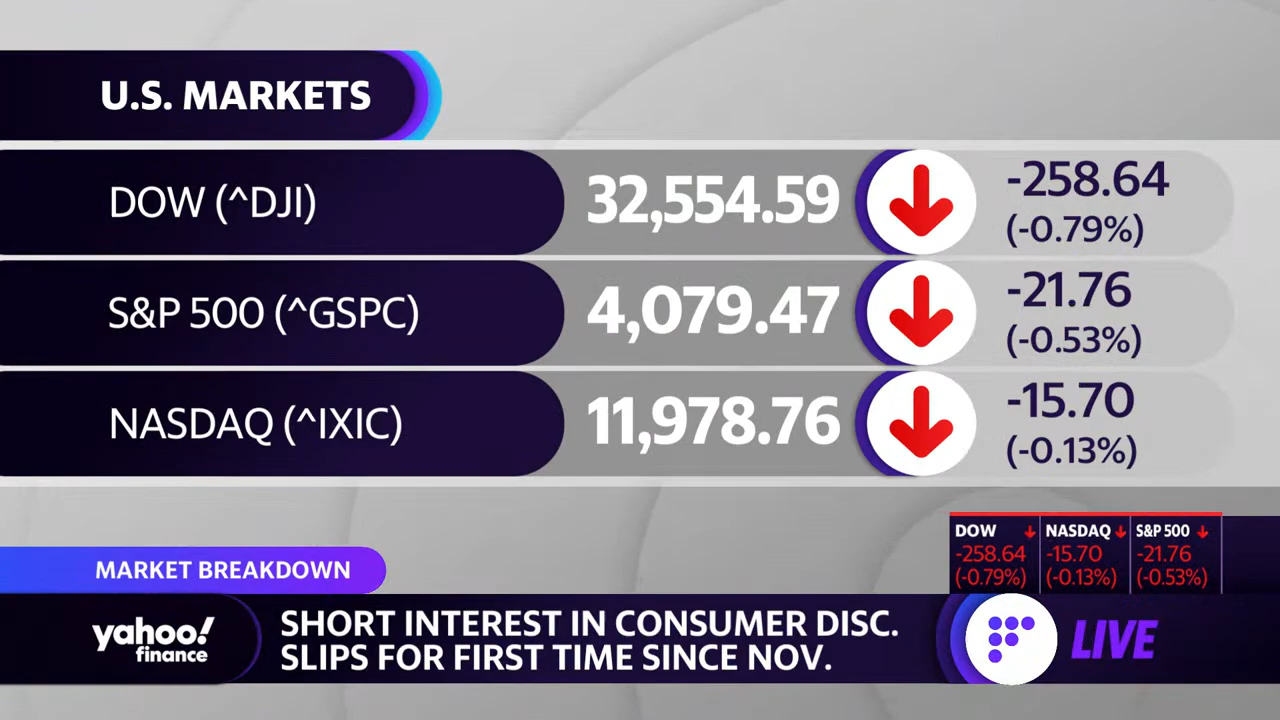 U.S. MARKETS
DOW (^DJI)
32,554.59
-258.64
(-0.79%)
S&P 500 (^GSPC)
4,079.47
-21.76
(-0.53%)
NASDAQ (^IXIC)
11,978.76
-15.70
(-0.13%)
DOW NASDAQ S&P 500
-258.64 -15.70 -21.76
(-0.79%) (-0.13%) (-0.53%)
MARKET BREAKDOWN
yahoo!
finance
SHORT INTEREST IN CONSUMER DISC.
SLIPS FOR FIRST TIME SINCE NOV.
LIVE